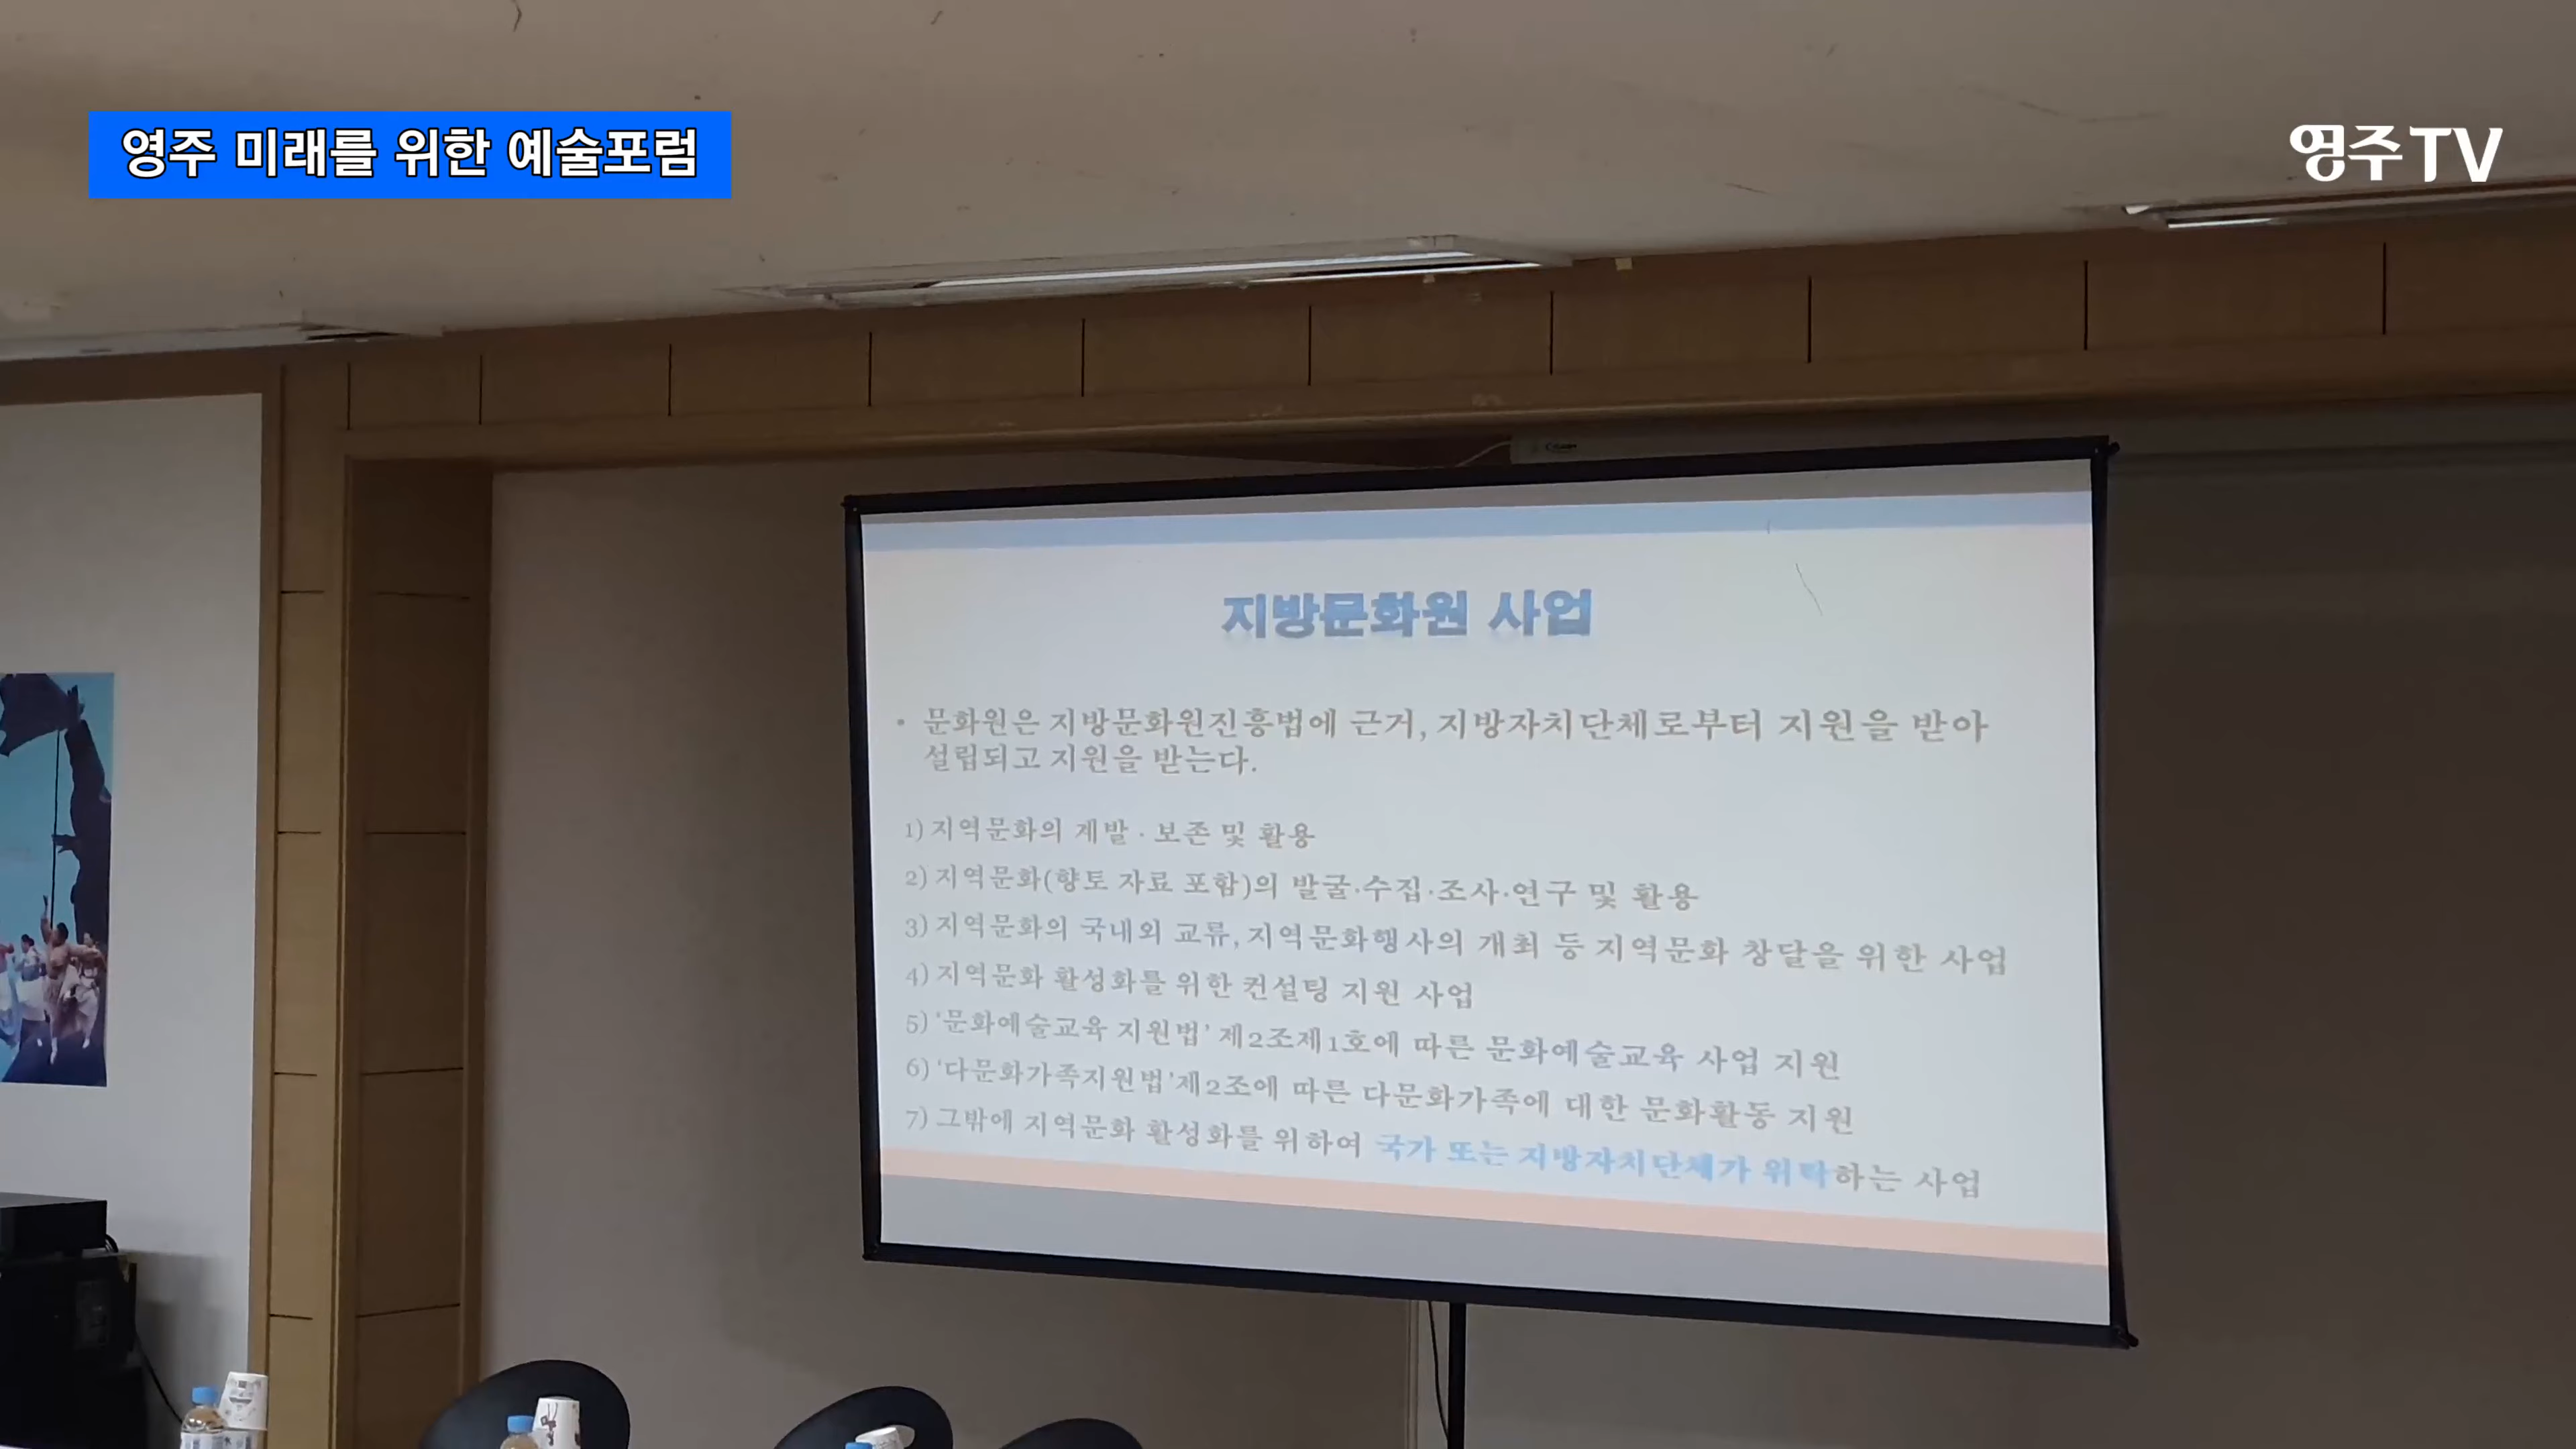 영주 미래를 위한 예술포럼
영주TV
지방문화원 사업
• 문화원은 지방문화원진흥법에 근거, 지방자치단체로부터 지원을 받아
설립되고 지원을 받는다.
1) 지역문화의 계발 · 보존 및 활용
2) 지역문화(향토 자료 포함)의 발굴·수집·조사·연구 및 활용
3) 지역문화의 국내외 교류, 지역문화행사의 개최 등 지역문화 창달을 위한 사업
4) 지역문화 활성화를 위한 컨설팅 지원 사업
5) '문화예술교육 지원법' 제2조제1호에 따른 문화예술교육 사업 지원
6) '다문화가족지원법'제2조에 따른 다문화가족에 대한 문화활동 지원
7) 그밖에 지역문화 활성화를 위하여 국가 또는 지방자치단체가 위탁하는 사업